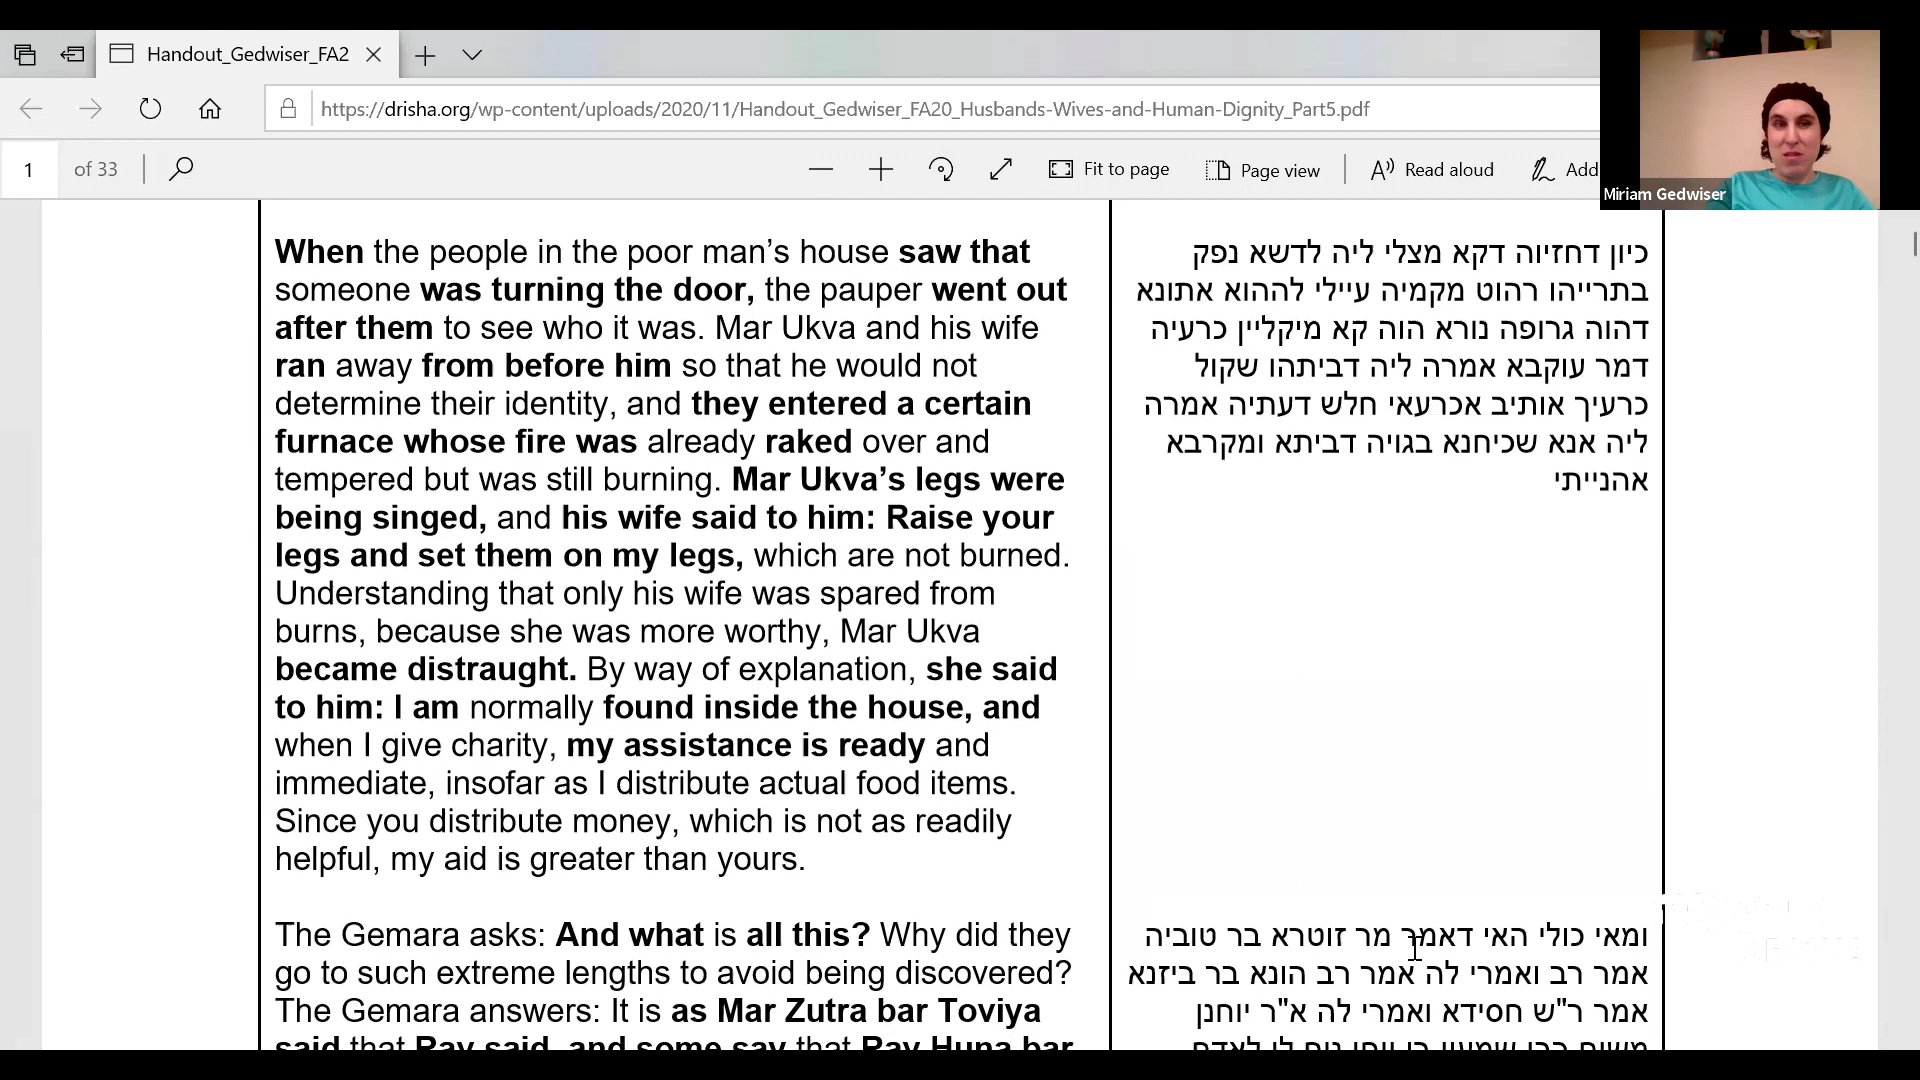 Handout_Gedwiser_FA2
https://drisha.org/wp-content/uploads/2020/11/Handout_Gedwiser_FA20_Husbands-Wives-and-Human-Dignity_Part5.pdf
1 of 33
Fit to page
Page view
Read aloud
Add
Miriam Gedwiser
When the people in the poor man’s house saw that
someone was turning the door, the pauper went out
after them to see who it was. Mar Ukva and his wife
ran away from before him so that he would not
determine their identity, and they entered a certain
furnace whose fire was already raked over and
tempered but was still burning. Mar Ukva’s legs were
being singed, and his wife said to him: Raise your
legs and set them on my legs, which are not burned.
Understanding that only his wife was spared from
burns, because she was more worthy, Mar Ukva
became distraught. By way of explanation, she said
to him: I am normally found inside the house, and
when I give charity, my assistance is ready and
immediate, insofar as I distribute actual food items.
Since you distribute money, which is not as readily
helpful, my aid is greater than yours.
The Gemara asks: And what is all this? Why did they
go to such extreme lengths to avoid being discovered?
The Gemara answers: It is as Mar Zutra bar Toviya
said that Rav said, and some say that Rav Huna bar
כיון דחזיוה דקא מצלי ליה לדשא נפק
בתרייהו רהוט מקמיה עיילי לההוא אתונא
דהוה גרופה נורא הוה קא מיקליין כרעיה
דמר עוקבא אמרה ליה דביתהו שקול
כרעיך אותיב אכרעאי חלש דעתיה אמרה
ליה אנא שכיחנא בגויה דביתא ומקרבא
אהנייתי
ומאי כולי האי דאמר מר זוטרא בר טוביה
אמר רב ואמרי לה אמר רב הונא בר ביזנא
אמר ר"ש חסידא ואמרי לה א"ר יוחנן